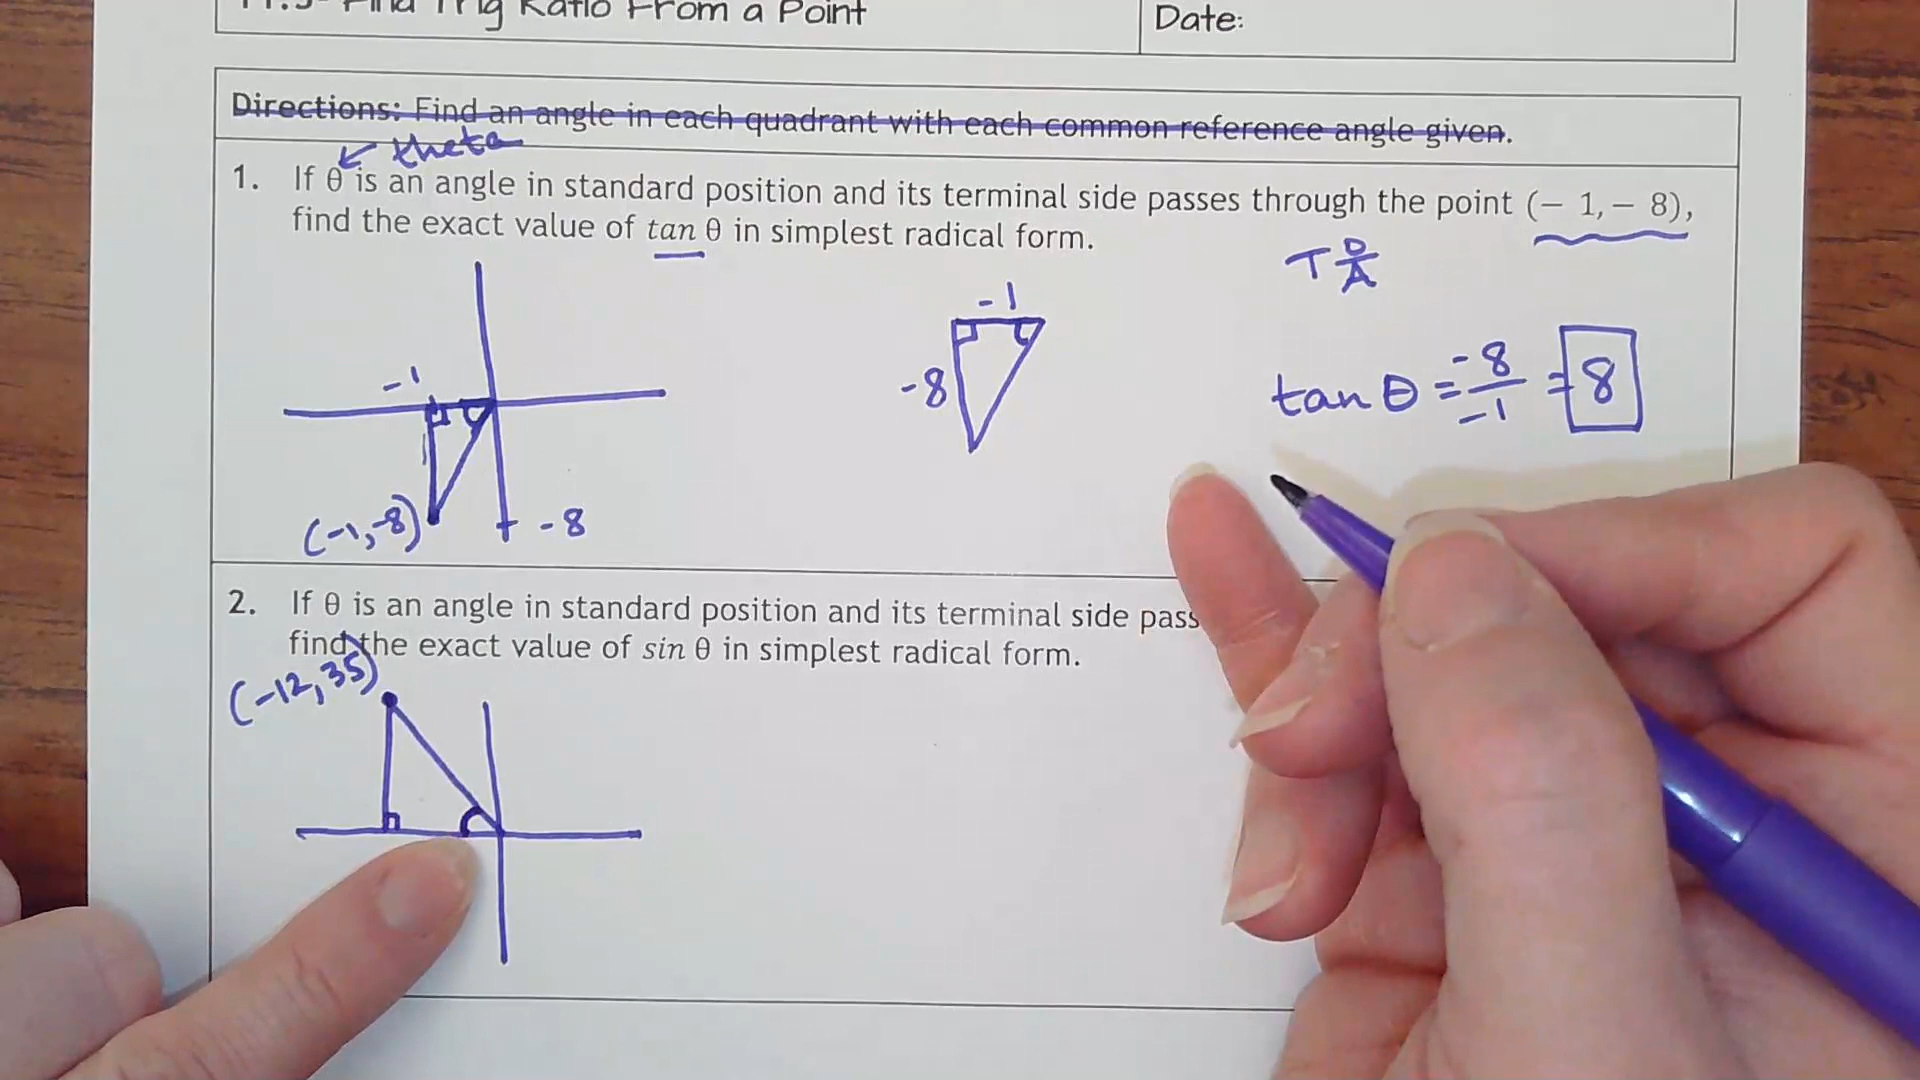 Find Trig Ratio From a Point
Date:
Directions: Find an angle in each quadrant with each common reference angle given.
theta
1. If θ is an angle in standard position and its terminal side passes through the point (− 1, − 8),
find the exact value of tan θ in simplest radical form.
T O/A
-1
-1
-8
tan θ = -8/-1 = 8
(-1,-8)
-8
2. If θ is an angle in standard position and its terminal side pass
find the exact value of sin θ in simplest radical form.
(-12,35)